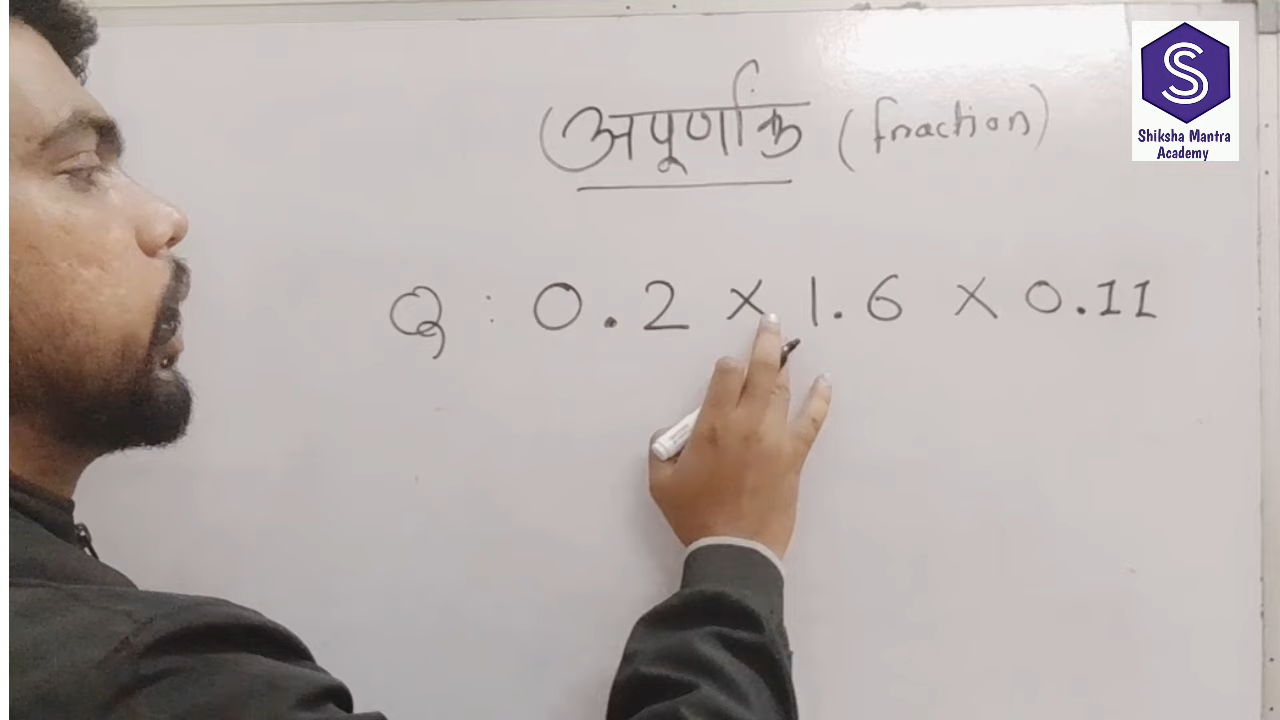 अपूर्णांक (fraction)
Q : 0.2 × 1.6 × 0.11
S
Shiksha Mantra
Academy